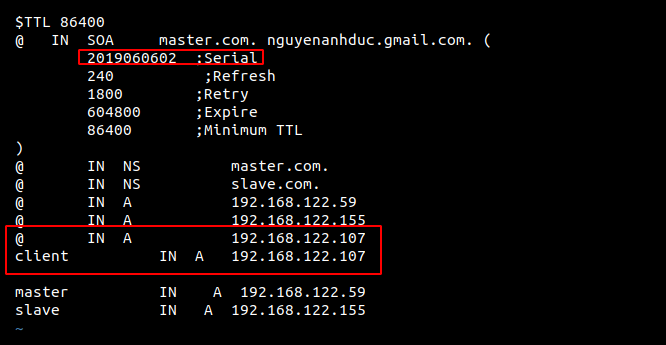 $TTL 86400
@   IN  SOA     master.com. nguyenanhduc.gmail.com. (
        2019060602  ;Serial
        240          ;Refresh
        1800        ;Retry
        604800      ;Expire
        86400       ;Minimum TTL
)
@       IN  NS          master.com.
@       IN  NS          slave.com.
@       IN  A           192.168.122.59
@       IN  A           192.168.122.155
@       IN  A           192.168.122.107
client          IN  A   192.168.122.107
master          IN    A  192.168.122.59
slave           IN   A  192.168.122.155
~